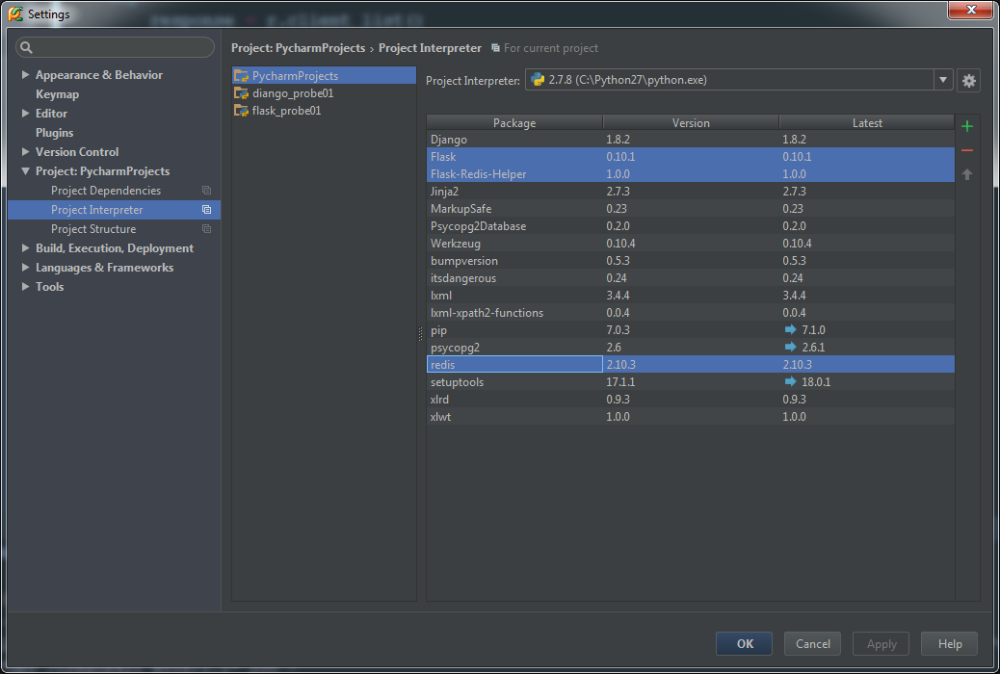 Settings
response = r.client_list()
Project: PycharmProjects › Project Interpreter For current project
Appearance & Behavior
Keymap
Editor
Plugins
Version Control
Project: PycharmProjects
Project Dependencies
Project Interpreter
Project Structure
Build, Execution, Deployment
Languages & Frameworks
Tools
PycharmProjects
django_probe01
flask_probe01
Project Interpreter: 2.7.8 (C:\Python27\python.exe)
Package Version Latest
Django 1.8.2 1.8.2
Flask 0.10.1 0.10.1
Flask-Redis-Helper 1.0.0 1.0.0
Jinja2 2.7.3 2.7.3
MarkupSafe 0.23 0.23
Psycopg2Database 0.2.0 0.2.0
Werkzeug 0.10.4 0.10.4
bumpversion 0.5.3 0.5.3
itsdangerous 0.24 0.24
lxml 3.4.4 3.4.4
lxml-xpath2-functions 0.0.4 0.0.4
pip 7.0.3 7.1.0
psycopg2 2.6 2.6.1
redis 2.10.3 2.10.3
setuptools 17.1.1 18.0.1
xlrd 0.9.3 0.9.3
xlwt 1.0.0 1.0.0
OK Cancel Apply Help